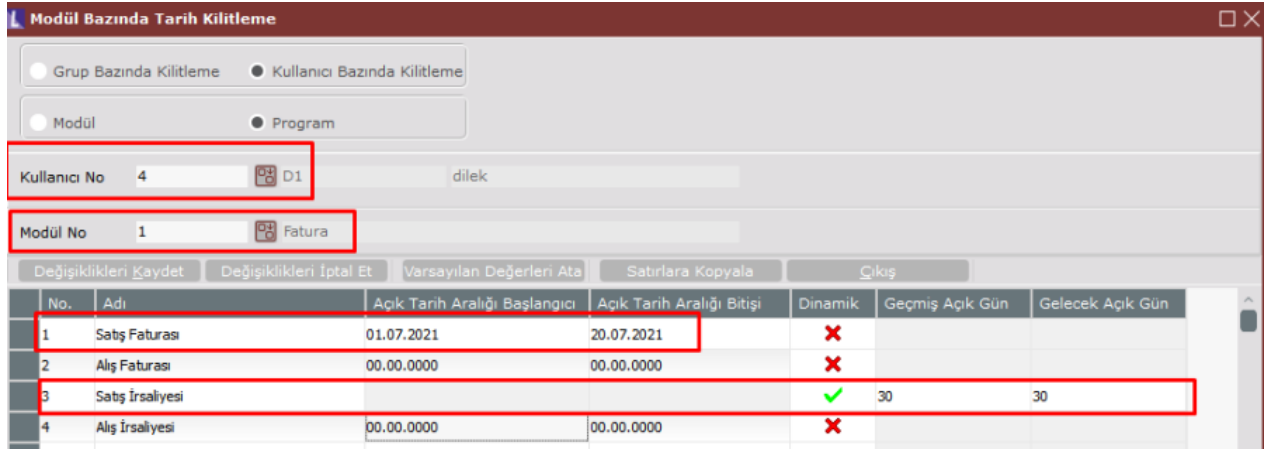 Modül Bazında Tarih Kilitleme
Grup Bazında Kilitleme Kullanıcı Bazında Kilitleme
Modül Program
Kullanıcı No 4 D1 dilek
Modül No 1 Fatura
Değişiklikleri Kaydet Değişiklikleri İptal Et Varsayılan Değerleri Ata Satırlara Kopyala Çıkış
No. Adı Açık Tarih Aralığı Başlangıcı Açık Tarih Aralığı Bitişi Dinamik Geçmiş Açık Gün Gelecek Açık Gün
1 Satış Faturası 01.07.2021 20.07.2021
2 Alış Faturası 00.00.0000 00.00.0000
3 Satış İrsaliyesi 30 30
4 Alış İrsaliyesi 00.00.0000 00.00.0000